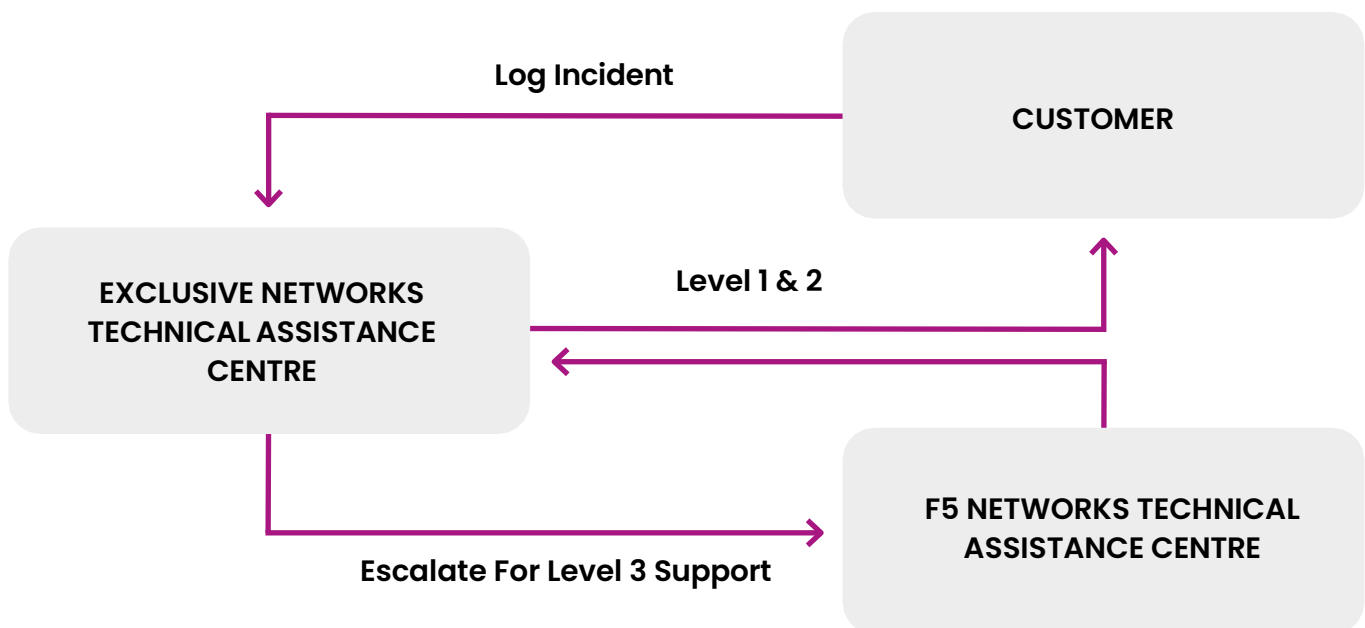 Log Incident
CUSTOMER
EXCLUSIVE NETWORKS
TECHNICAL ASSISTANCE
CENTRE
Level 1 & 2
F5 NETWORKS TECHNICAL
ASSISTANCE CENTRE
Escalate For Level 3 Support